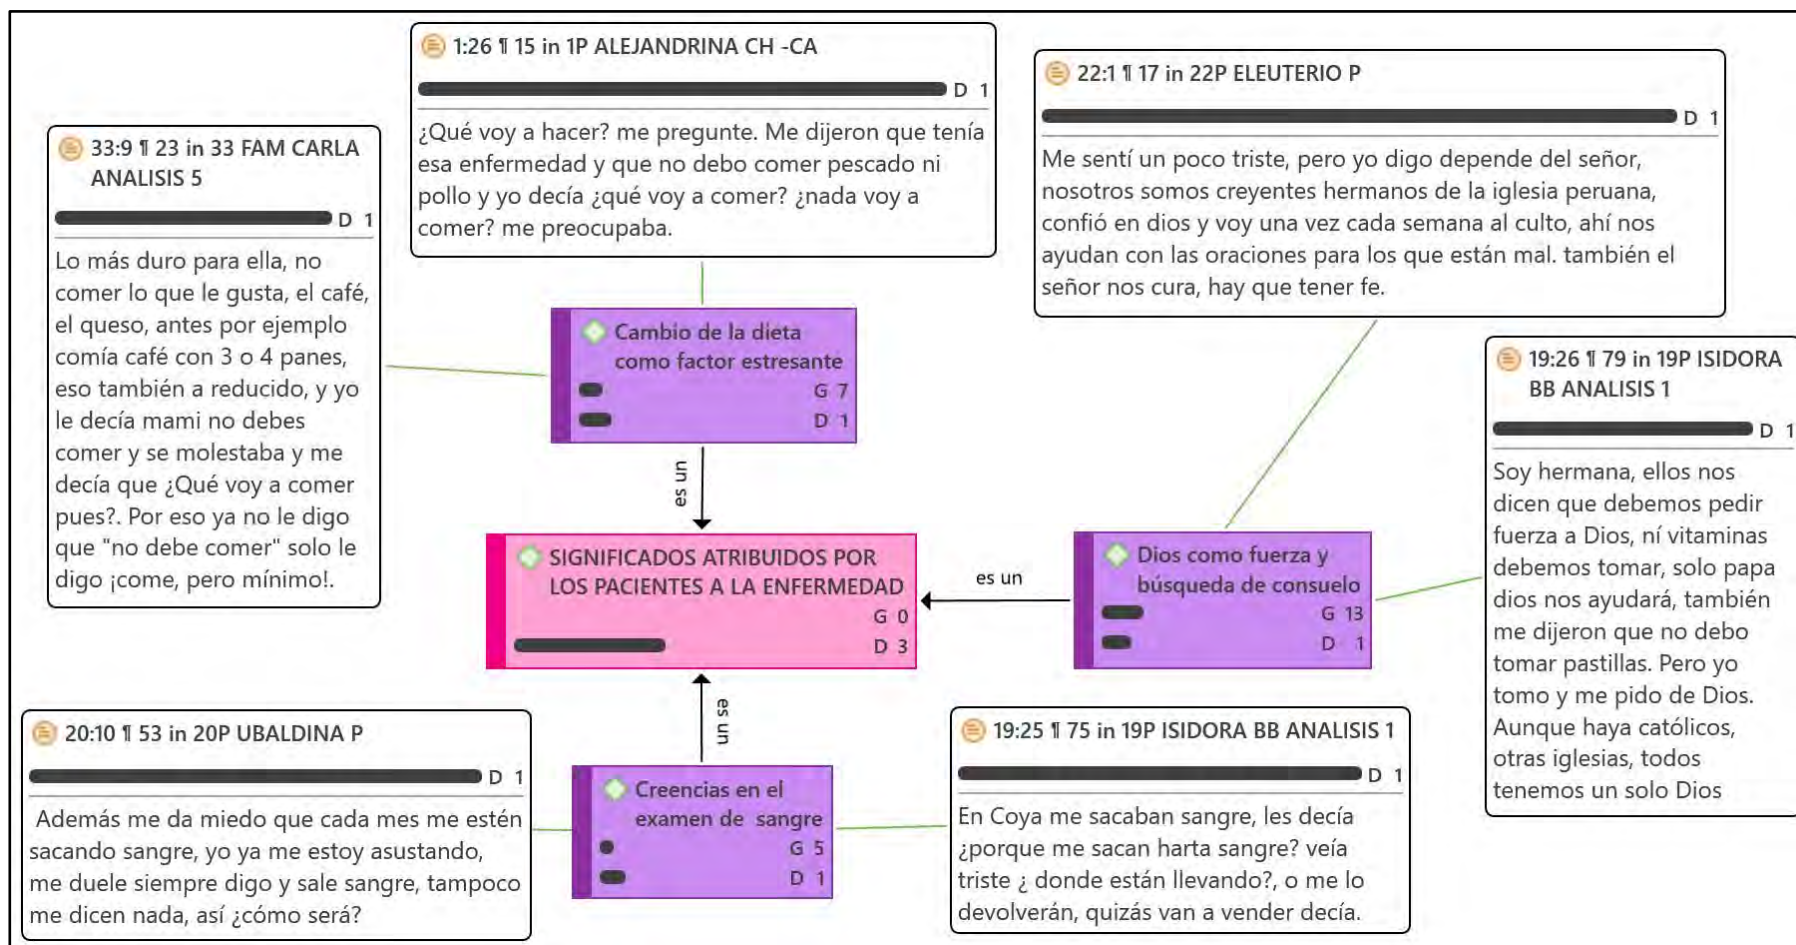 1:26 ¶ 15 in 1P ALEJANDRINA CH -CA
D 1
¿Qué voy a hacer? me pregunte. Me dijeron que tenía
esa enfermedad y que no debo comer pescado ni
pollo y yo decía ¿qué voy a comer? ¿nada voy a
comer? me preocupaba.
22:1 ¶ 17 in 22P ELEUTERIO P
D 1
Me sentí un poco triste, pero yo digo depende del señor,
nosotros somos creyentes hermanos de la iglesia peruana,
confió en dios y voy una vez cada semana al culto, ahí nos
ayudan con las oraciones para los que están mal. también el
señor nos cura, hay que tener fe.
33:9 ¶ 23 in 33 FAM CARLA
ANALISIS 5
D 1
Lo más duro para ella, no
comer lo que le gusta, el café,
el queso, antes por ejemplo
comía café con 3 o 4 panes,
eso también a reducido, y yo
le decía mami no debes
comer y se molestaba y me
decía que ¿Qué voy a comer
pues?. Por eso ya no le digo
que "no debe comer" solo le
digo ¡come, pero mínimo!.
Cambio de la dieta
como factor estresante
G 7
D 1
es un
19:26 ¶ 79 in 19P ISIDORA
BB ANALISIS 1
D 1
Soy hermana, ellos nos
dicen que debemos pedir
fuerza a Dios, ní vitaminas
debemos tomar, solo papa
dios nos ayudará, también
me dijeron que no debo
tomar pastillas. Pero yo
tomo y me pido de Dios.
Aunque haya católicos,
otras iglesias, todos
tenemos un solo Dios
SIGNIFICADOS ATRIBUIDOS POR
LOS PACIENTES A LA ENFERMEDAD
G 0
D 3
es un
Dios como fuerza y
búsqueda de consuelo
G 13
D 1
es un
20:10 ¶ 53 in 20P UBALDINA P
D 1
Además me da miedo que cada mes me estén
sacando sangre, yo ya me estoy asustando,
me duele siempre digo y sale sangre, tampoco
me dicen nada, así ¿cómo será?
Creencias en el
examen de sangre
G 5
D 1
19:25 ¶ 75 in 19P ISIDORA BB ANALISIS 1
D 1
En Coya me sacaban sangre, les decía
¿porque me sacan harta sangre? veía
triste ¿ donde están llevando?, o me lo
devolverán, quizás van a vender decía.